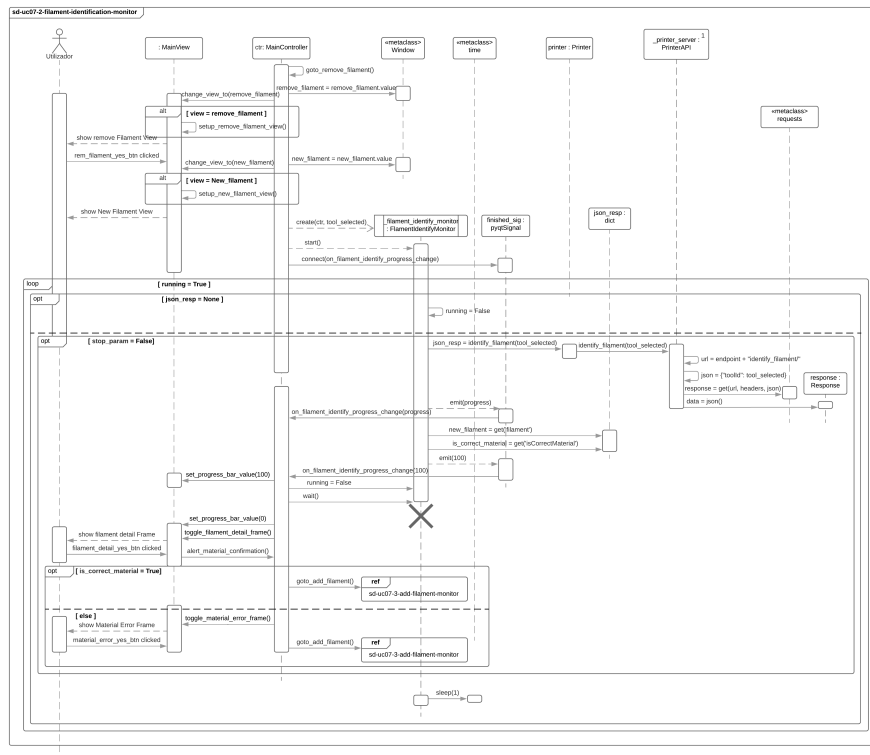 sd-uc07-2-filament-identification-monitor
Utilizador
: MainView
ctr: MainController
«metaclass»
Window
«metaclass»
time
printer : Printer
_printer_server :
PrinterAPI
1
goto_remove_filament()
remove_filament = remove_filament.value
change_view_to(remove_filament)
«metaclass»
requests
alt
[ view = remove_filament ]
setup_remove_filament_view()
show remove Filament View
rem_filament_yes_btn clicked
change_view_to(new_filament)
new_filament = new_filament.value
alt
[ view = New_filament ]
setup_new_filament_view()
show New Filament View
create(ctr, tool_selected)
_filament_identify_monitor
: FlamentIdentifyMonitor
finished_sig :
pyqtSignal
json_resp :
dict
start()
connect(on_filament_identify_progress_change)
loop
[ running = True ]
opt
[ json_resp = None ]
running = False
opt
[ stop_param = False]
json_resp = identify_filament(tool_selected)
identify_filament(tool_selected)
url = endpoint + "identify_filament/"
json = {"toolId": tool_selected}
response :
Response
response = get(url, headers, json)
data = json()
emit(progress)
on_filament_identify_progress_change(progress)
new_filament = get('filament')
is_correct_material = get('isCorrectMaterial')
emit(100)
on_filament_identify_progress_change(100)
set_progress_bar_value(100)
running = False
wait()
set_progress_bar_value(0)
toggle_filament_detail_frame()
show filament detail Frame
filament_detail_yes_btn clicked
alert_material_confirmation()
opt
[ is_correct_material = True]
goto_add_filament()
ref
sd-uc07-3-add-filament-monitor
[ else ]
toggle_material_error_frame()
show Material Error Frame
material_error_yes_btn clicked
goto_add_filament()
ref
sd-uc07-3-add-filament-monitor
sleep(1)